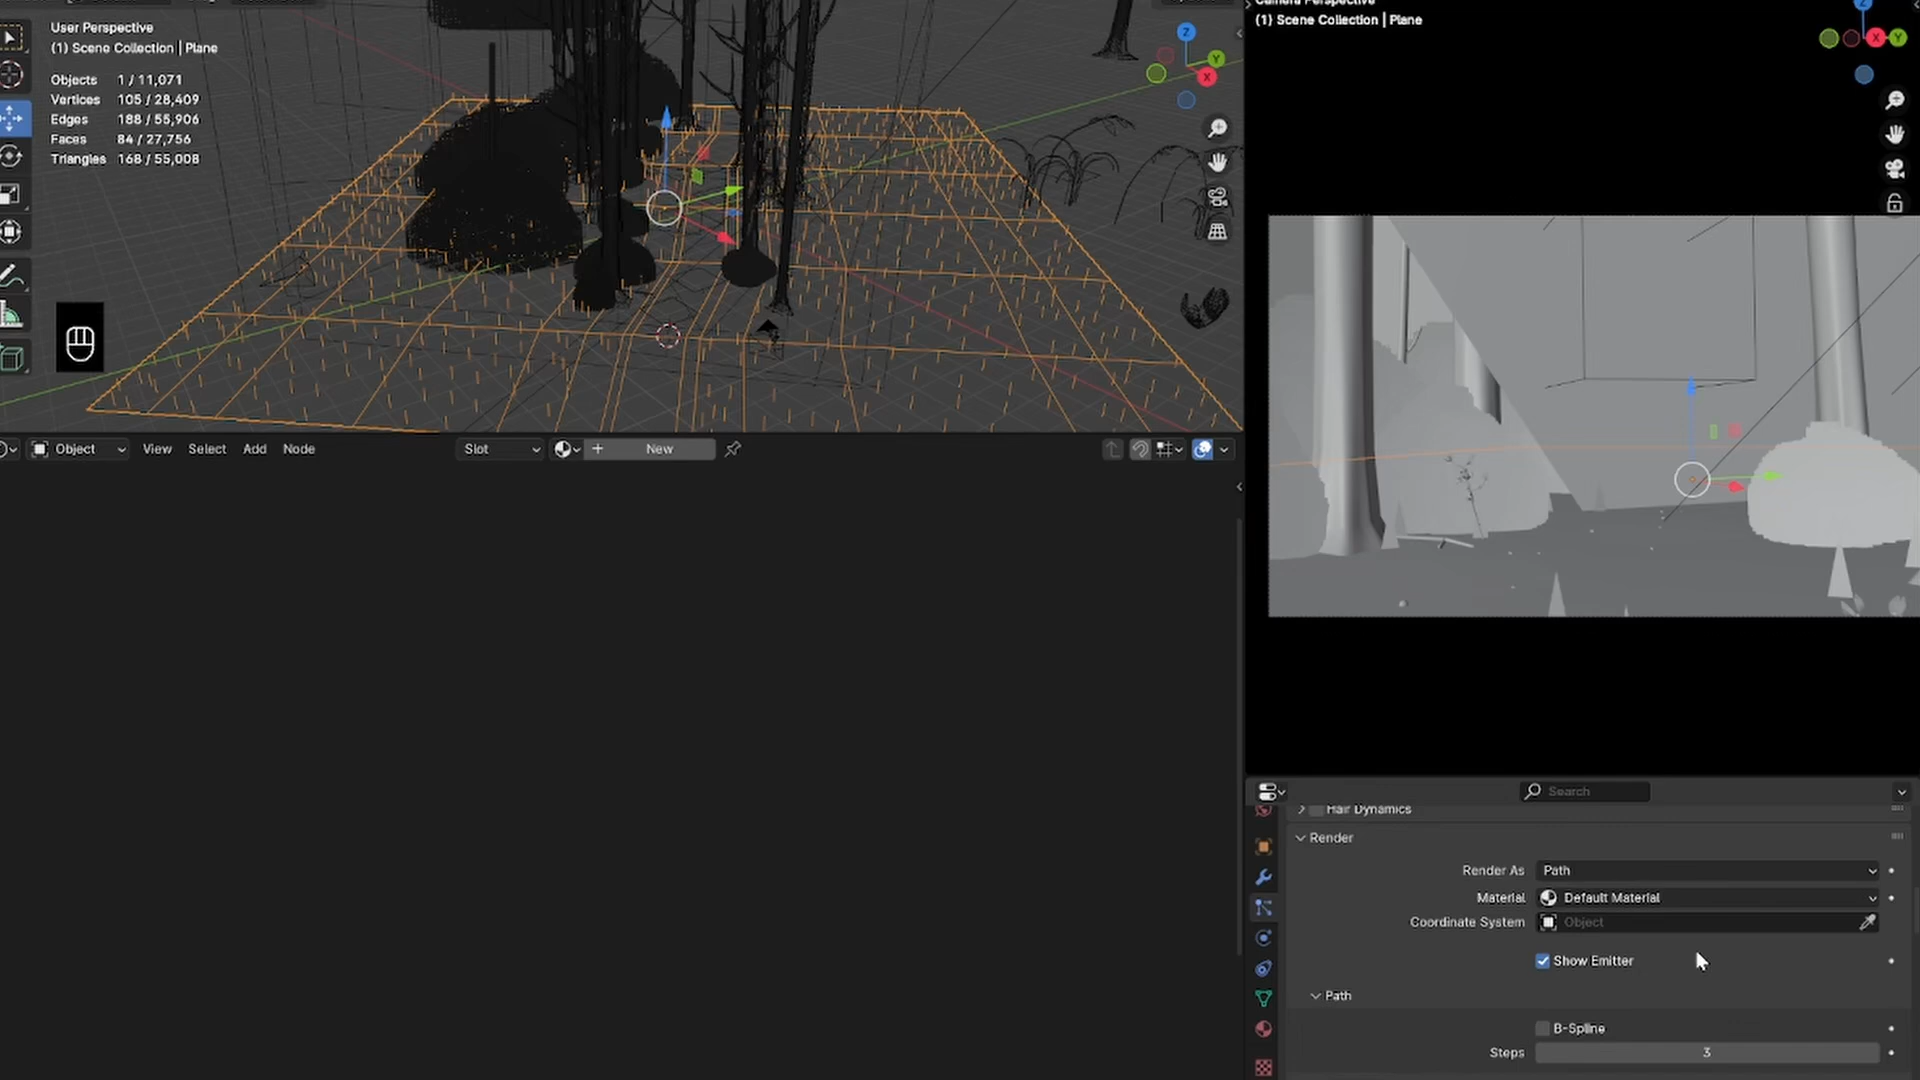 User Perspective
(1) Scene Collection | Plane
Objects 1 / 11,071
Vertices 105 / 28,409
Edges 188 / 55,906
Faces 84 / 27,756
Triangles 168 / 55,008
Z
Y
X
Camera Perspective
(1) Scene Collection | Plane
Z
X
Y
Object
View
Select
Add
Node
Slot
New
Search
Hair Dynamics
Render
Render As Path
Material Default Material
Coordinate System Object
Show Emitter
Path
B-Spline
Steps 3